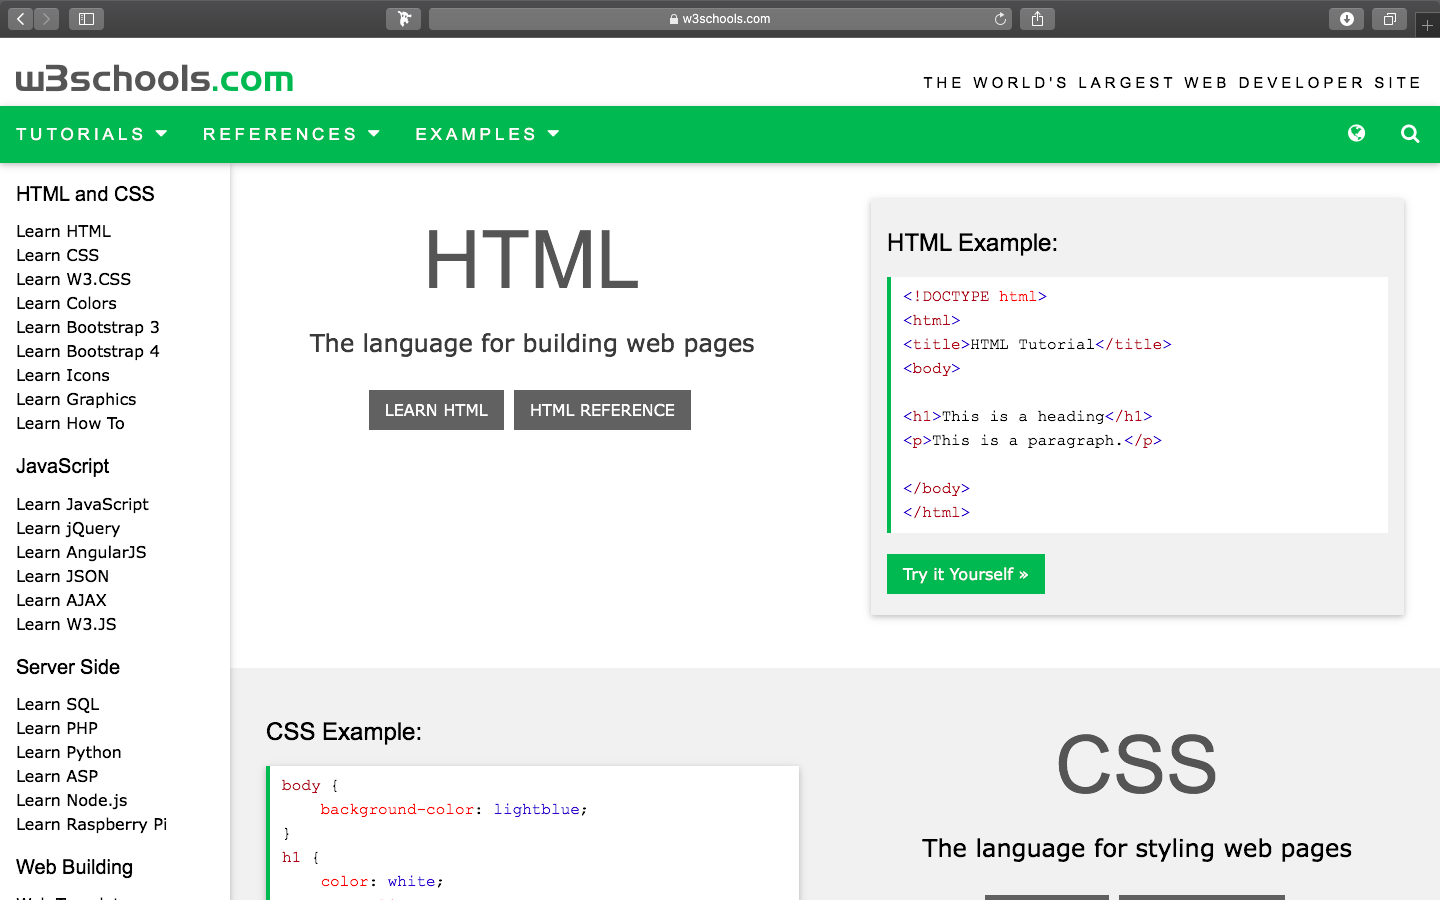 w3schools.com
w3schools.com
THE WORLD'S LARGEST WEB DEVELOPER SITE
TUTORIALS REFERENCES EXAMPLES
HTML and CSS
Learn HTML
Learn CSS
Learn W3.CSS
Learn Colors
Learn Bootstrap 3
Learn Bootstrap 4
Learn Icons
Learn Graphics
Learn How To
JavaScript
Learn JavaScript
Learn jQuery
Learn AngularJS
Learn JSON
Learn AJAX
Learn W3.JS
Server Side
Learn SQL
Learn PHP
Learn Python
Learn ASP
Learn Node.js
Learn Raspberry Pi
Web Building
HTML
The language for building web pages
LEARN HTML
HTML REFERENCE
HTML Example:
<!DOCTYPE html>
<html>
<title>HTML Tutorial</title>
<body>
<h1>This is a heading</h1>
<p>This is a paragraph.</p>
</body>
</html>
Try it Yourself »
CSS Example:
body {
background-color: lightblue;
}
h1 {
color: white;
CSS
The language for styling web pages